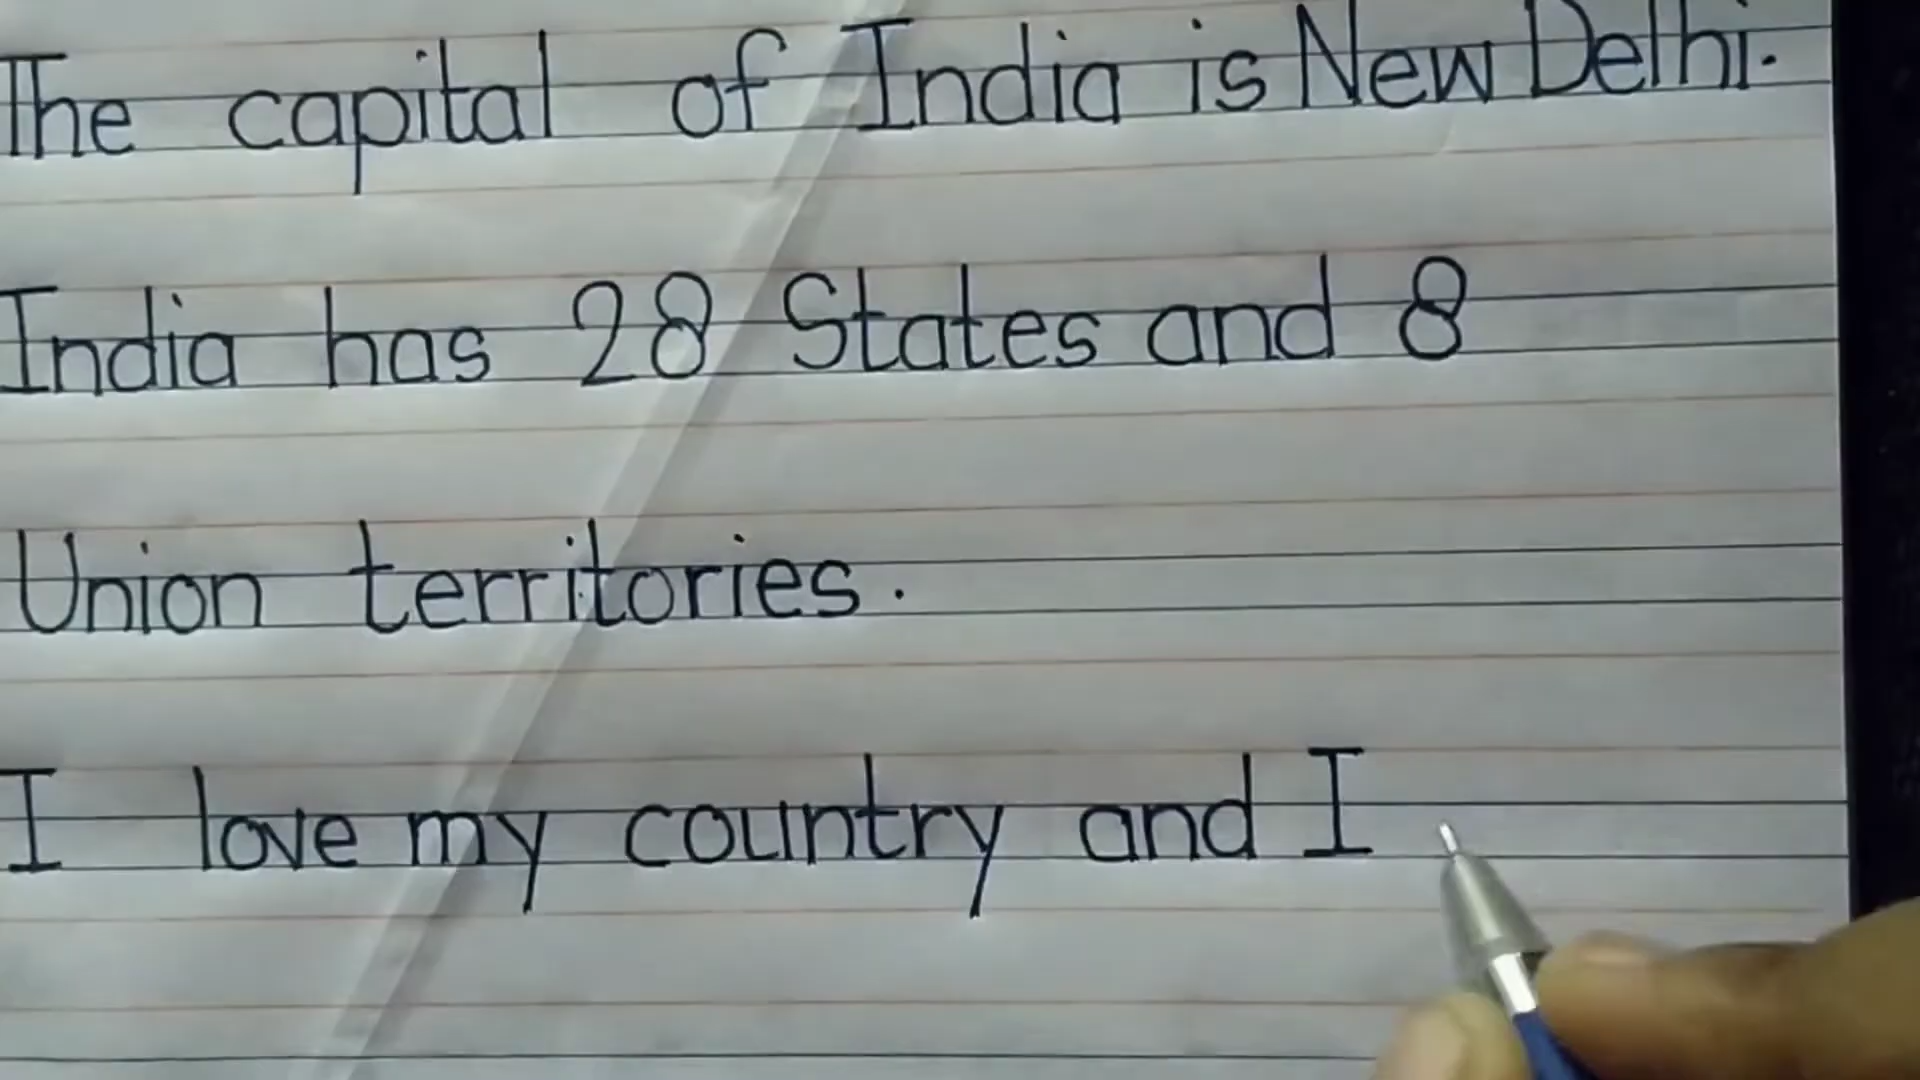 The capital of India is New Delhi.
India has 28 States and 8
Union territories.
I love my country and I